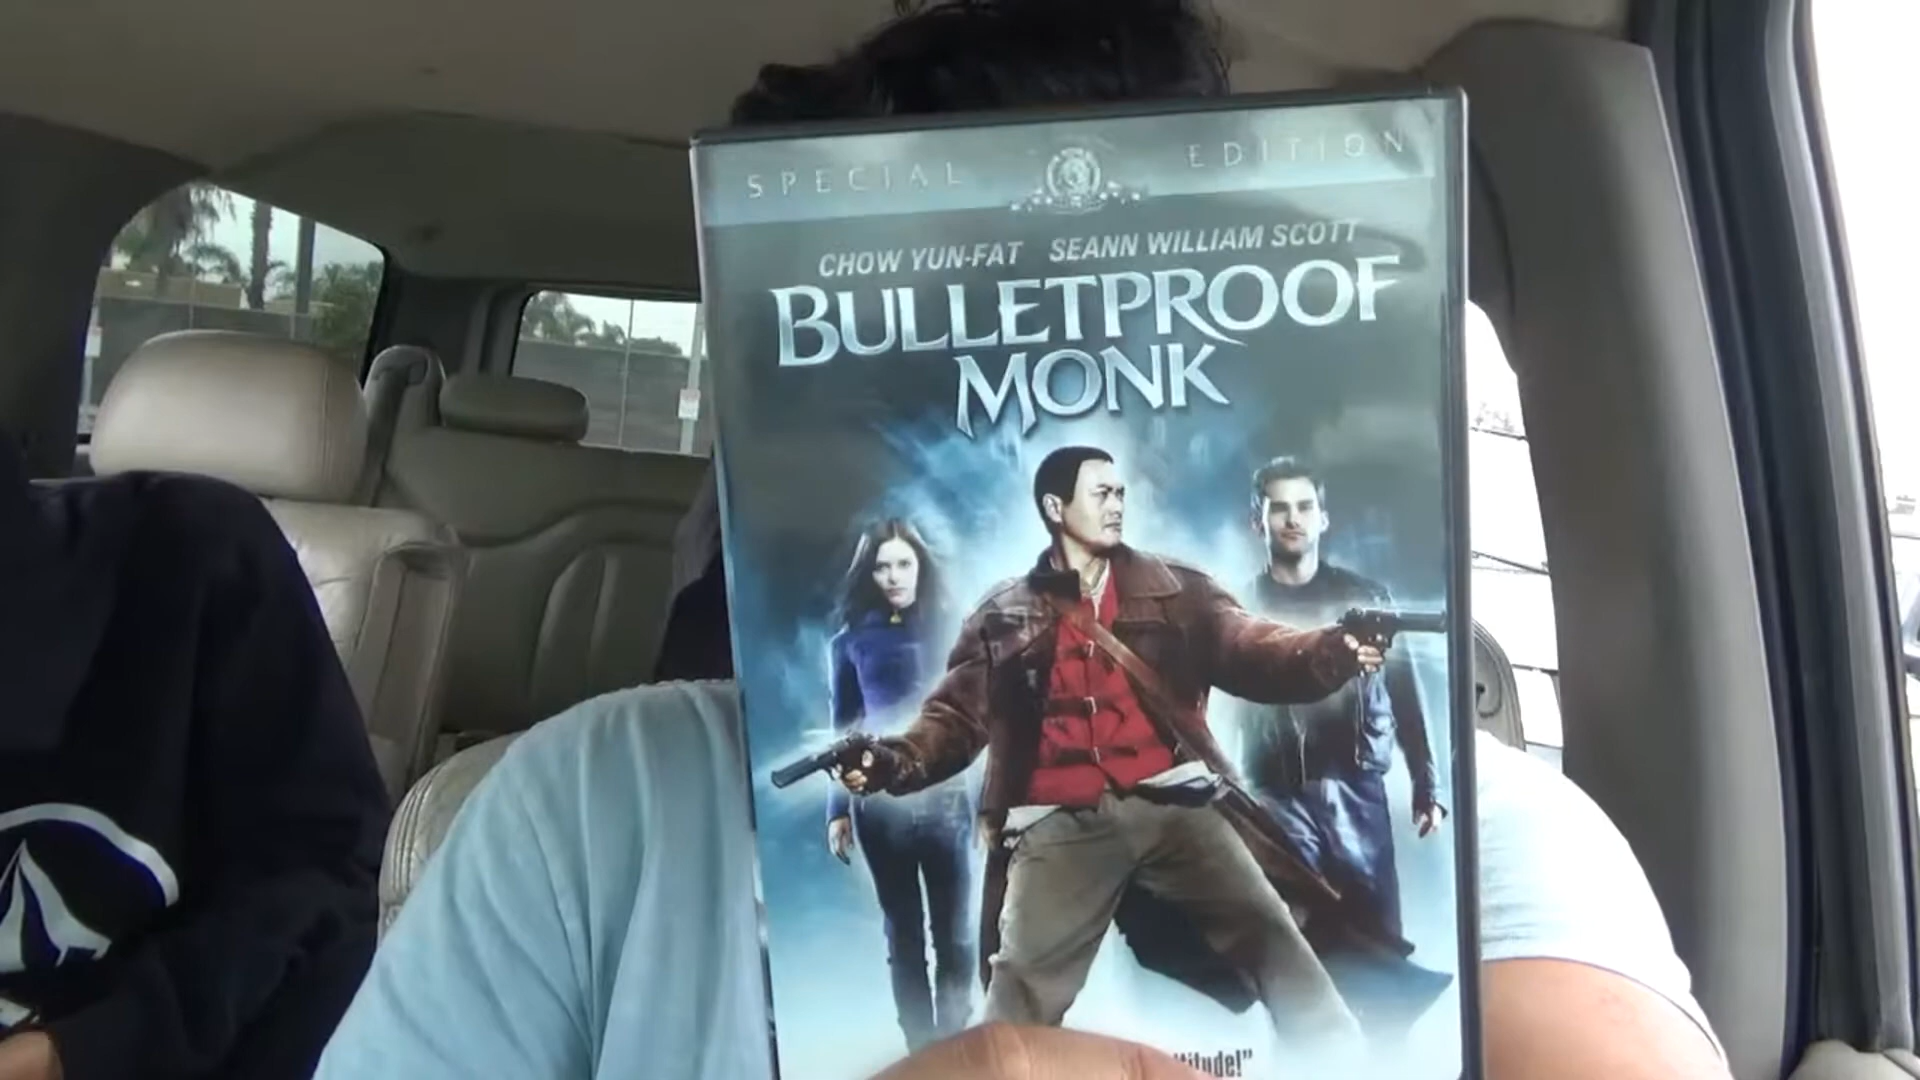 SPECIAL EDITION
CHOW YUN-FAT SEANN WILLIAM SCOTT
BULLETPROOF
MONK